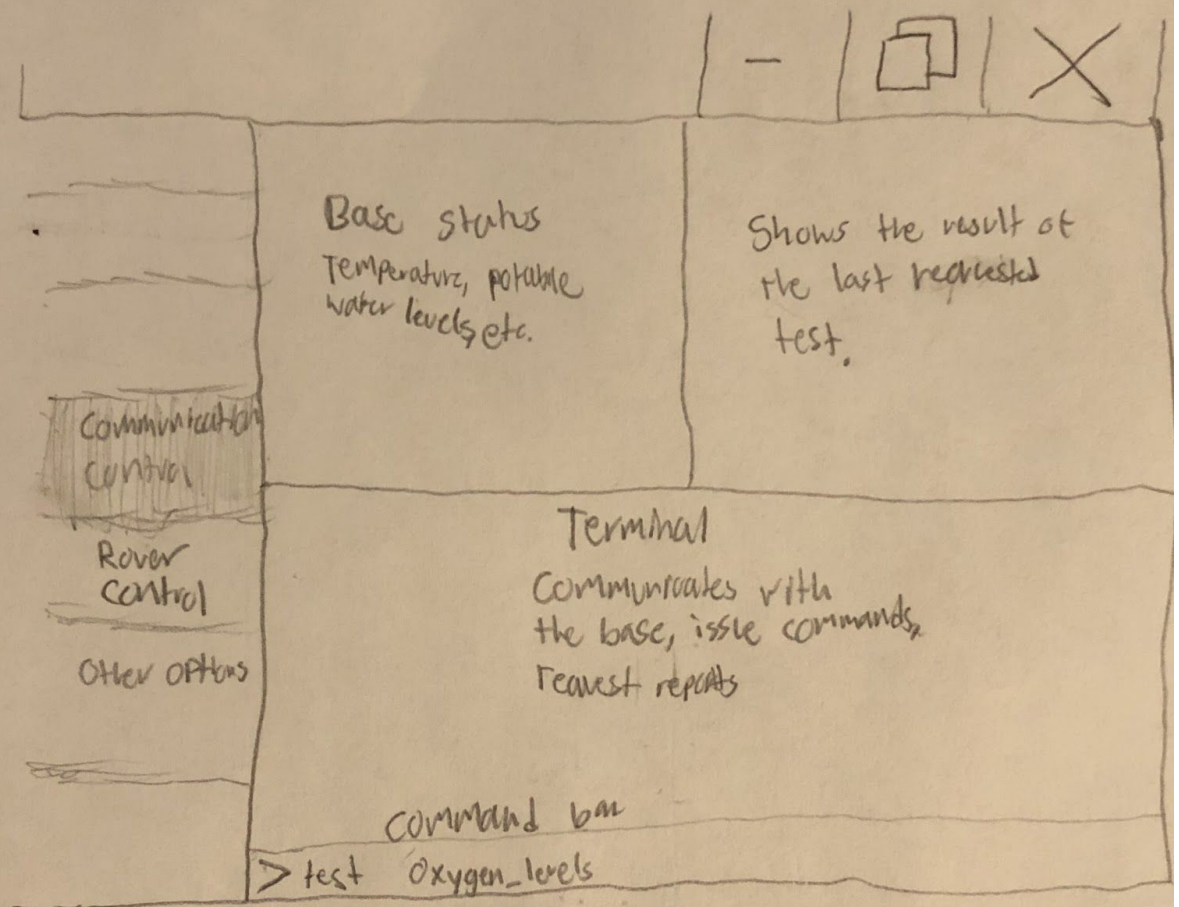 Base status
Temperature, potable
water levels, etc.
Shows the result of
the last requested
test.
Communication
control
Rover
control
Other options
Terminal
Communicates with
the base, issue commands,
request reports
Command bar
> test oxygen_levels